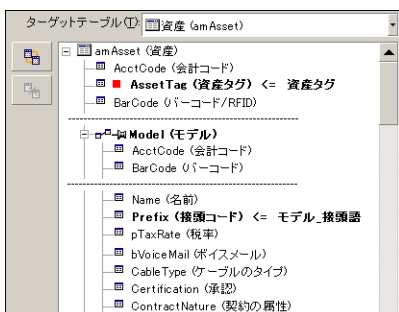 ターゲットテーブル(T): 資産 (amAsset)
amAsset (資産)
AcctCode (会計コード)
AssetTag (資産タグ) <= 資産タグ
BarCode (バーコード/RFID)
Model (モデル)
AcctCode (会計コード)
BarCode (バーコード)
Name (名前)
Prefix (接頭コード) <= モデル_接頭語
pTaxRate (税率)
bVoiceMail (ボイスメール)
CableType (ケーブルのタイプ)
Certification (承認)
ContractNature (契約の属性)